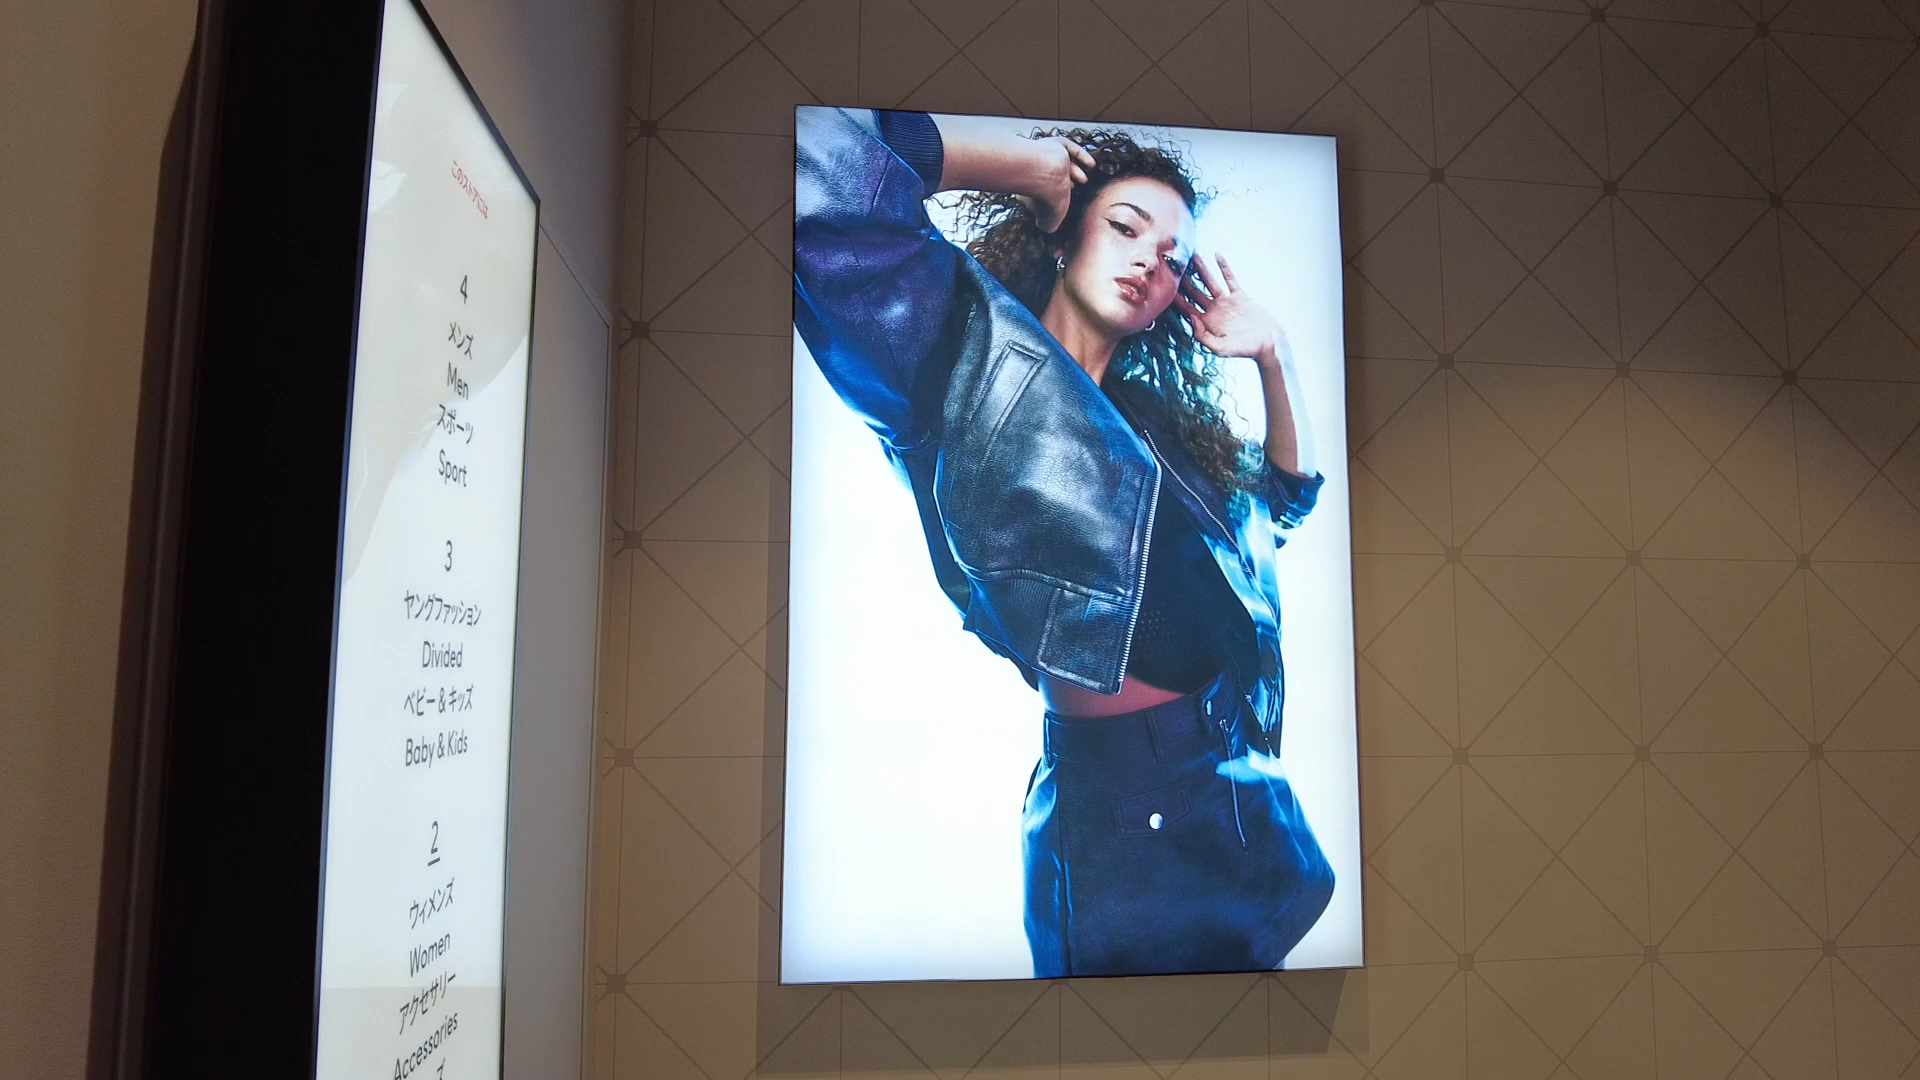 このストアには
4
メンズ
Men
スポーツ
Sport
3
ヤングファッション
Divided
ベビー & キッズ
Baby & Kids
2
ウィメンズ
Women
アクセサリー
Accessories
ズ